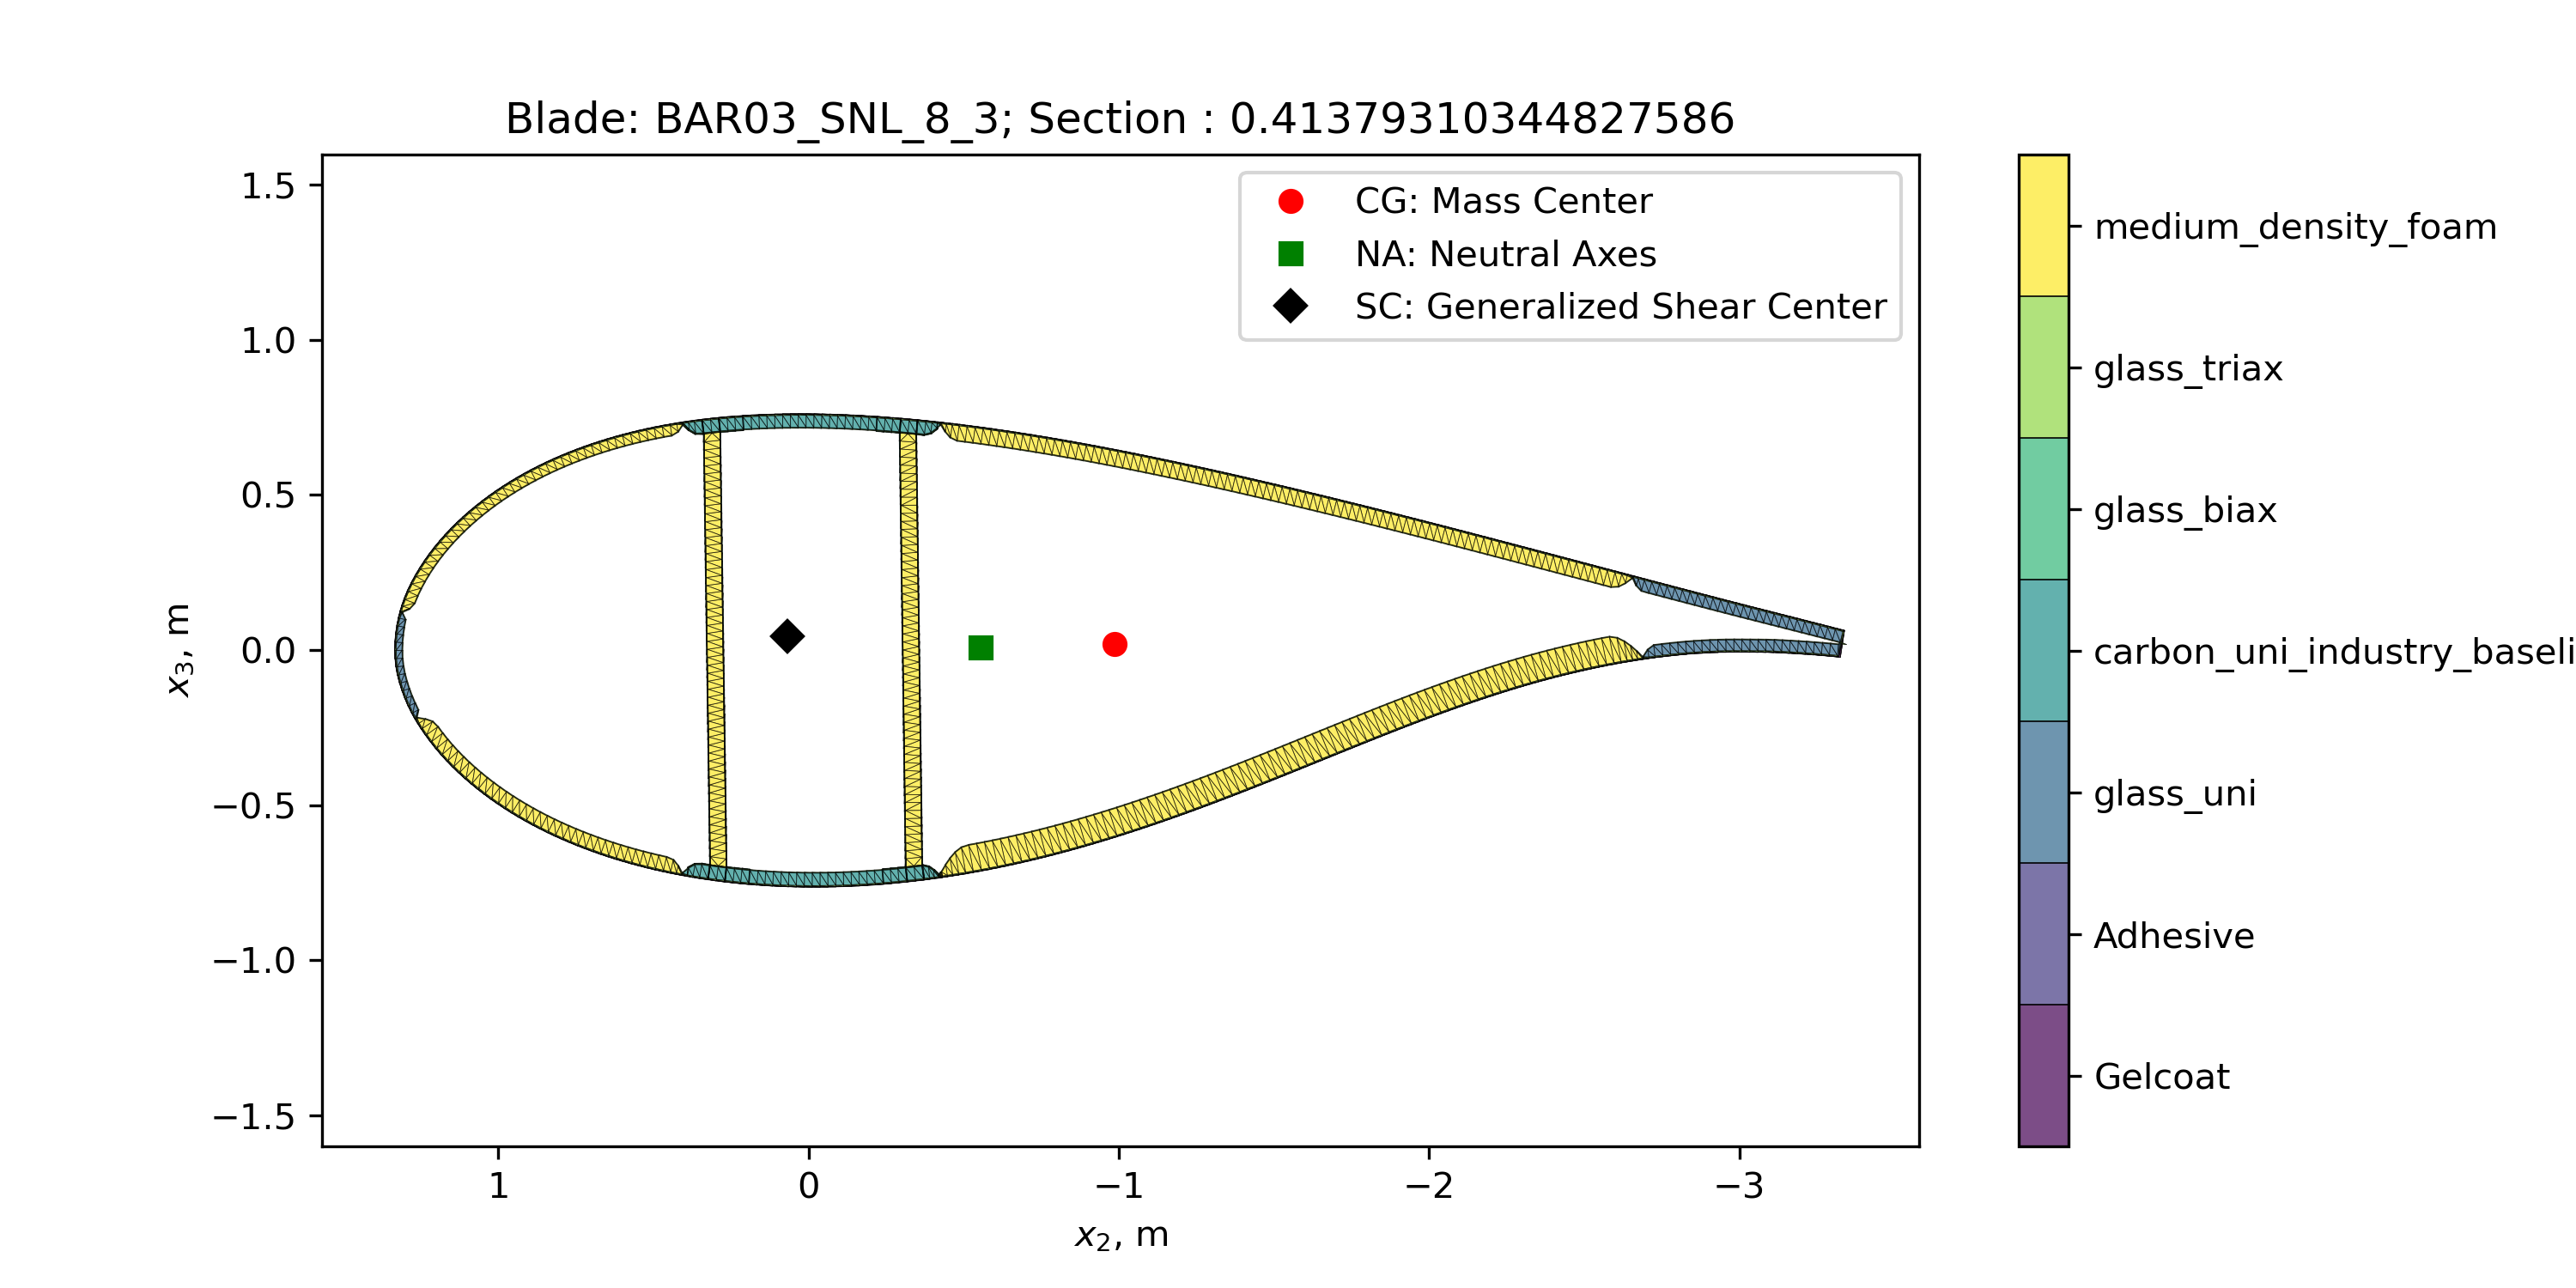 Blade: BAR03_SNL_8_3; Section : 0.41379310344827586
CG: Mass Center
NA: Neutral Axes
SC: Generalized Shear Center
1.5
1.0
0.5
0.0
−0.5
−1.0
−1.5
x3, m
1 0 −1 −2 −3
x2, m
medium_density_foam
glass_triax
glass_biax
carbon_uni_industry_baseli
glass_uni
Adhesive
Gelcoat